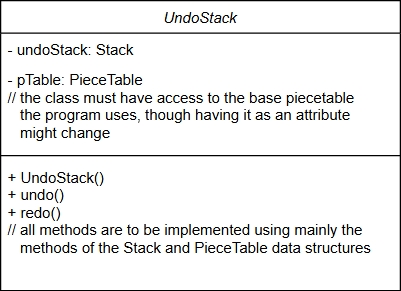 UndoStack
- undoStack: Stack
- pTable: PieceTable
// the class must have access to the base piecetable
the program uses, though having it as an attribute
might change
+ UndoStack()
+ undo()
+ redo()
// all methods are to be implemented using mainly the
methods of the Stack and PieceTable data structures